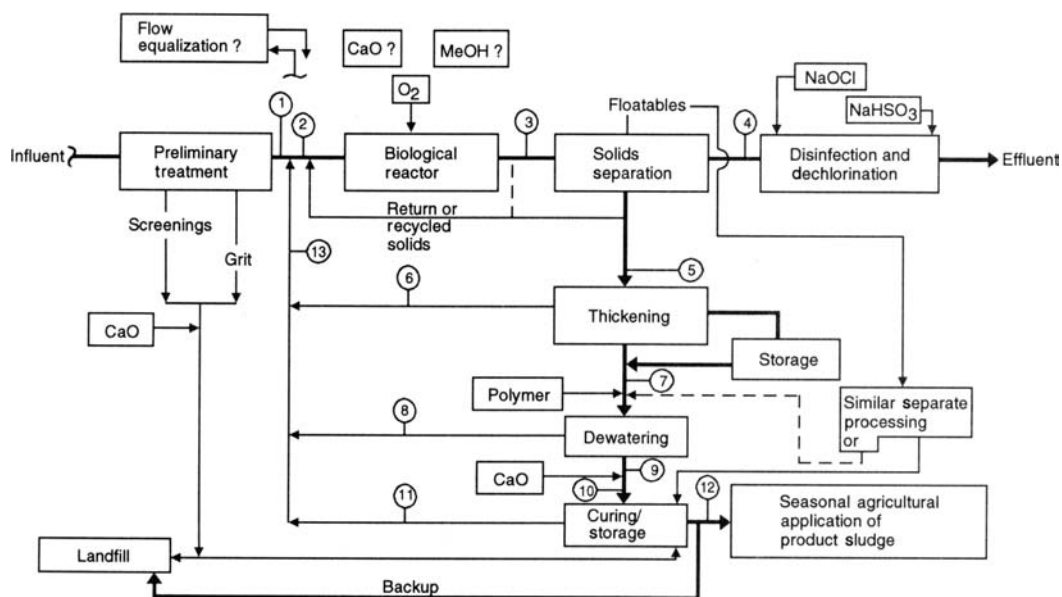 Flow
equalization ?
CaO ?
MeOH ?
O2
NaOCl
NaHSO3
Floatables
1
2
3
4
Influent
Preliminary
treatment
Biological
reactor
Solids
separation
Disinfection and
dechlorination
Effluent
Screenings
Grit
Return or
recycled
solids
13
5
6
Thickening
CaO
Storage
7
Polymer
Similar separate
processing
or
8
Dewatering
9
CaO
10
11
12
Curing/
storage
Seasonal agricultural
application of
product sludge
Landfill
Backup